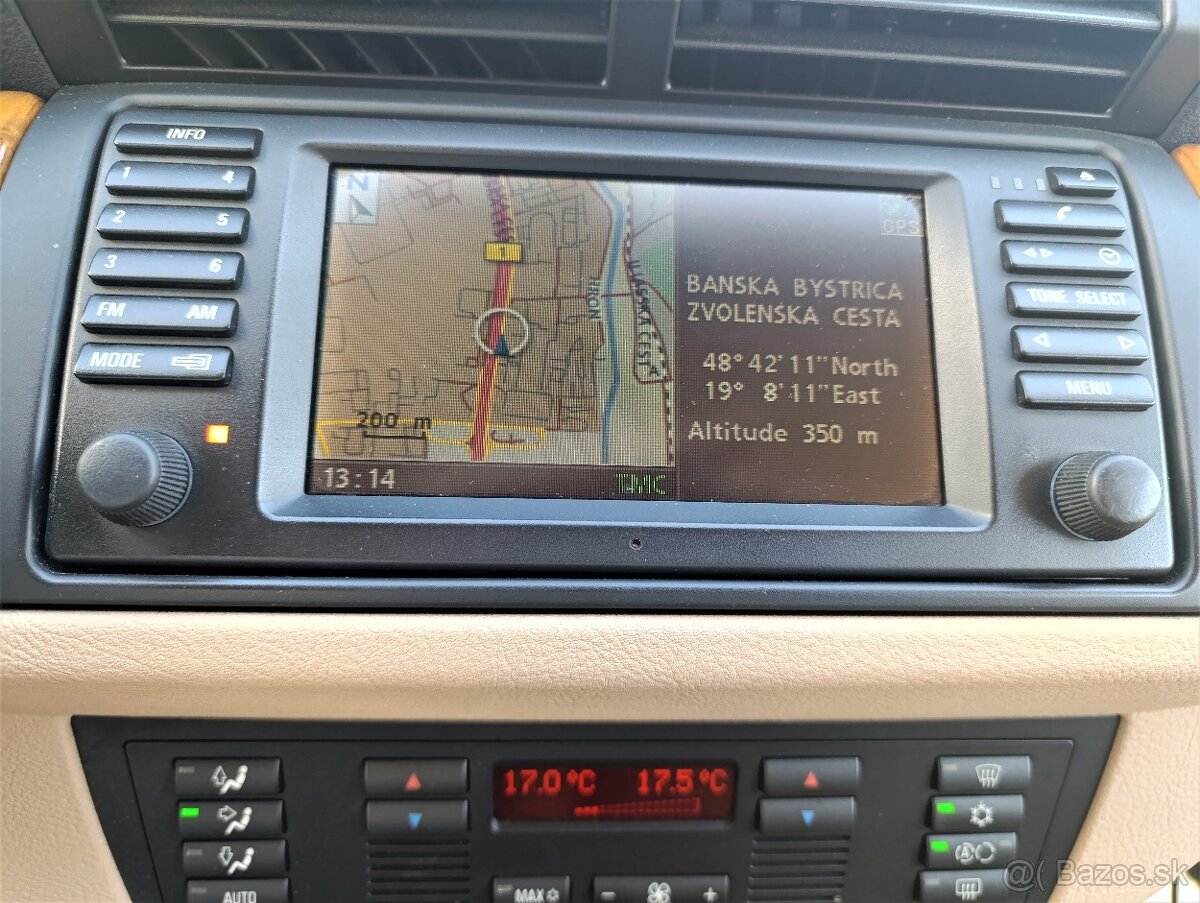 INFO
1 4
2 5
3 6
FM AM
MODE
N
GPS
1
HRON
200 m
13:14
TMC
BANSKA BYSTRICA
ZVOLENSKA CESTA
48°42'11"North
19° 8'11"East
Altitude 350 m
TONE SELECT
MENU
17.0°C 17.5°C
AUTO
MAX
- +
A
@( Bazos.sk